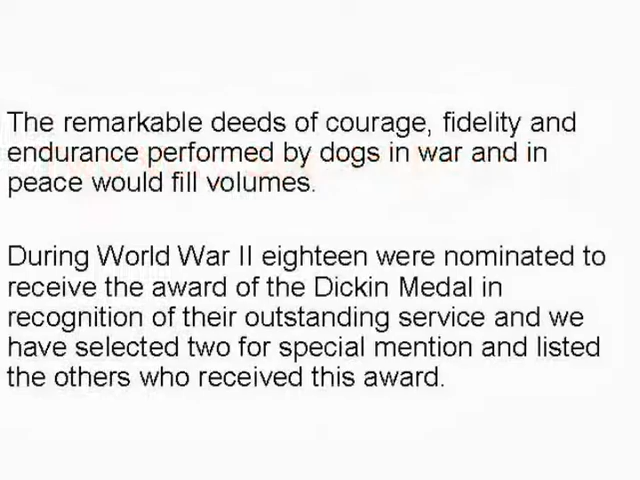 The remarkable deeds of courage, fidelity and
endurance performed by dogs in war and in
peace would fill volumes.
During World War II eighteen were nominated to
receive the award of the Dickin Medal in
recognition of their outstanding service and we
have selected two for special mention and listed
the others who received this award.